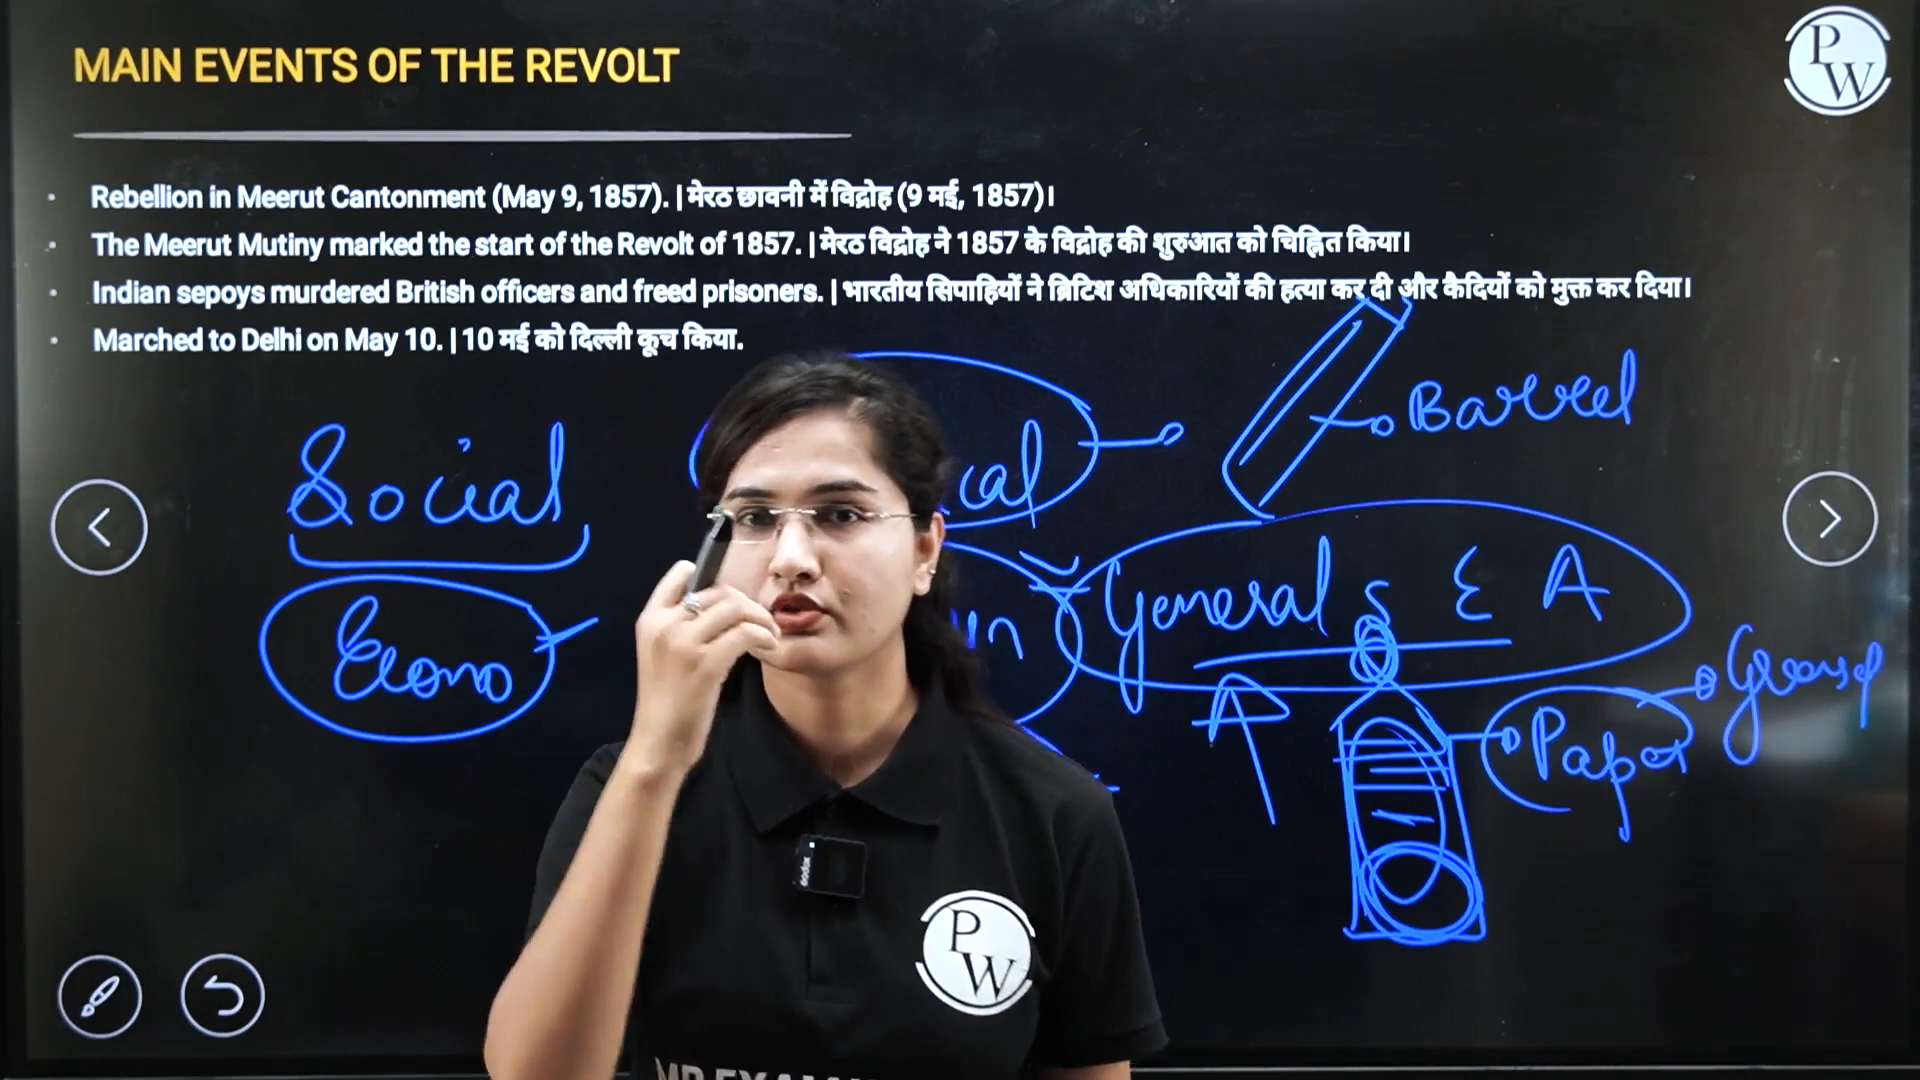 MAIN EVENTS OF THE REVOLT
P
W
Rebellion in Meerut Cantonment (May 9, 1857). | मेरठ छावनी में विद्रोह (9 मई, 1857)।
The Meerut Mutiny marked the start of the Revolt of 1857. | मेरठ विद्रोह ने 1857 के विद्रोह की शुरुआत को चिह्नित किया।
Indian sepoys murdered British officers and freed prisoners. | भारतीय सिपाहियों ने ब्रिटिश अधिकारियों की हत्या कर दी और कैदियों को मुक्त कर दिया।
Marched to Delhi on May 10. | 10 मई को दिल्ली कूच किया.
Barrel
Social
cal
General S E A
Econo
Paper
godox
P
W